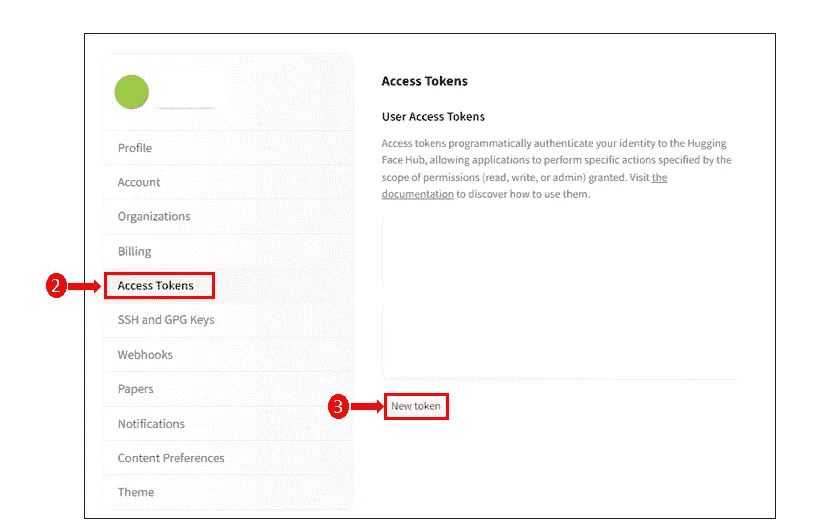 Profile
Account
Organizations
Billing
2
Access Tokens
SSH and GPG Keys
Webhooks
Papers
Notifications
Content Preferences
Theme
Access Tokens
User Access Tokens
Access tokens programmatically authenticate your identity to the Hugging
Face Hub, allowing applications to perform specific actions specified by the
scope of permissions (read, write, or admin) granted. Visit the
documentation to discover how to use them.
3
New token